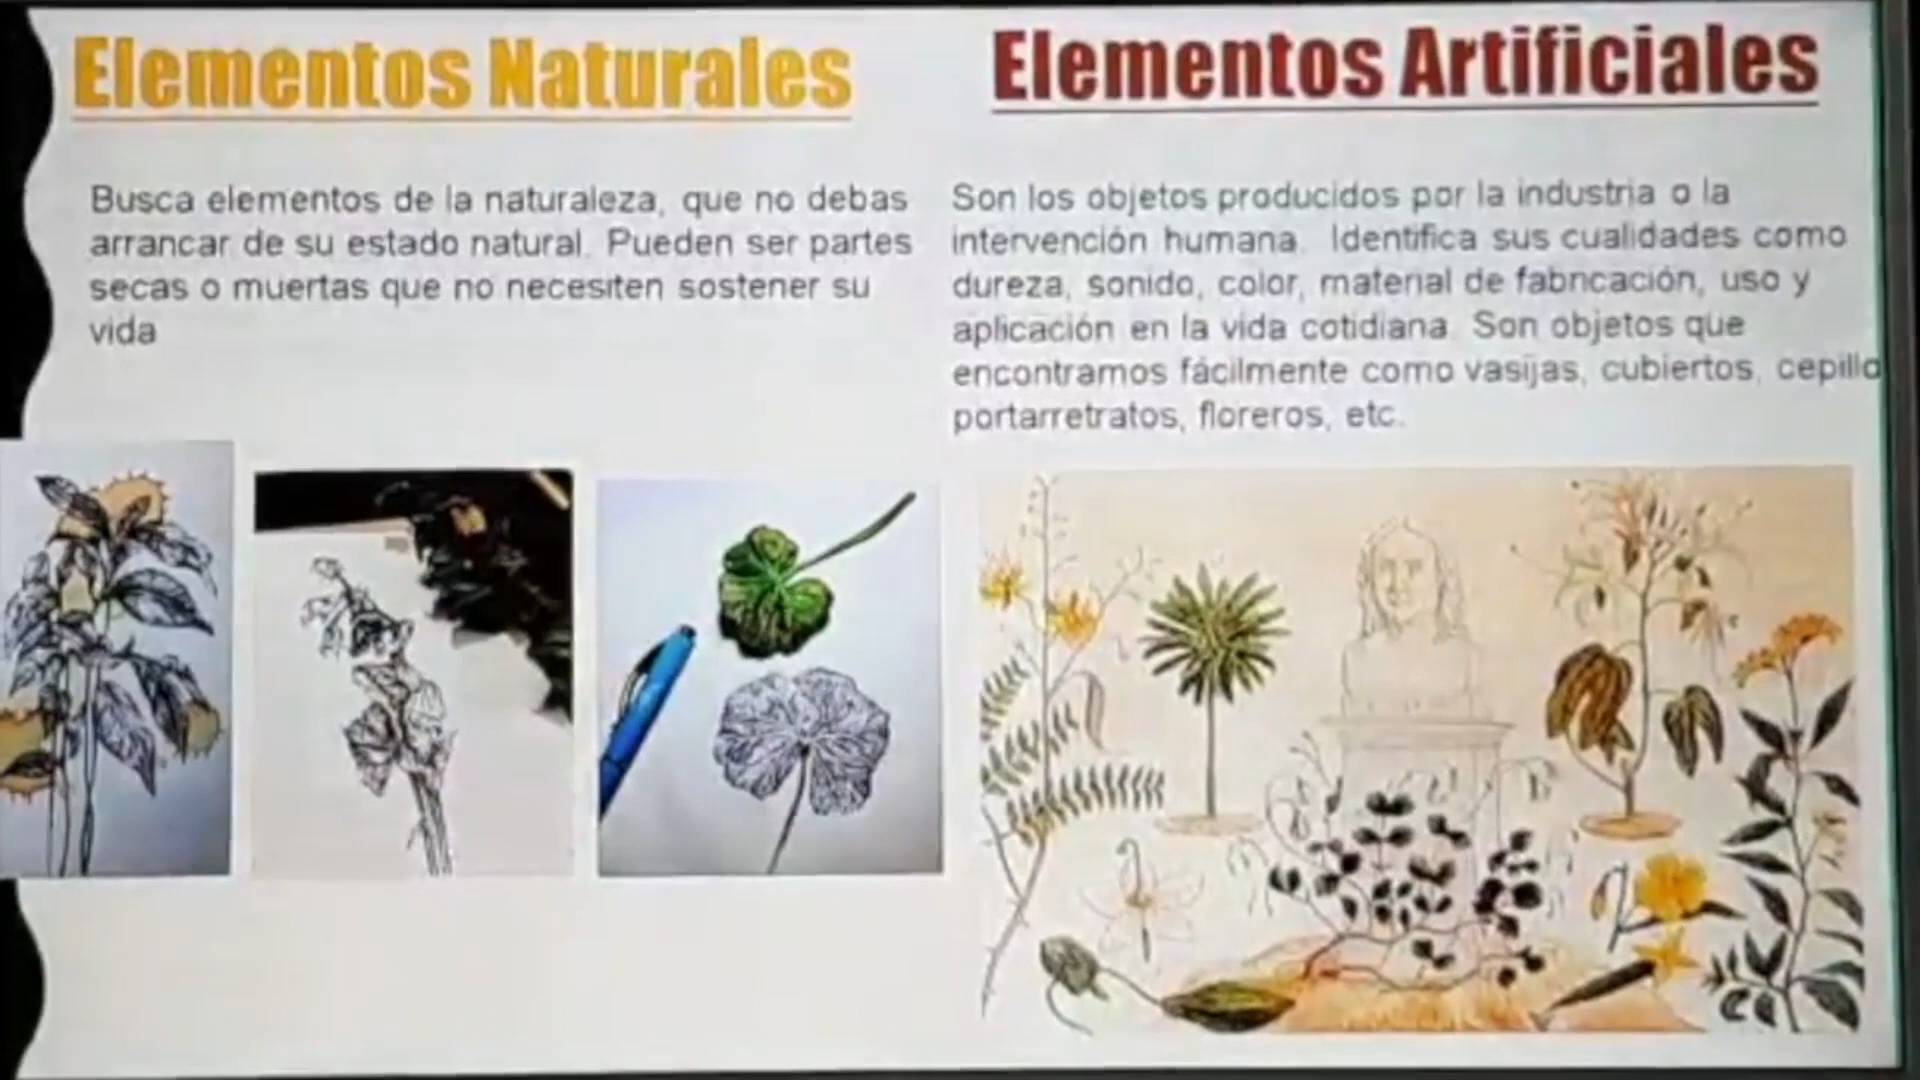 Elementos Naturales
Busca elementos de la naturaleza, que no debas
arrancar de su estado natural. Pueden ser partes
secas o muertas que no necesiten sostener su
vida
Elementos Artificiales
Son los objetos producidos por la industria o la
intervención humana. Identifica sus cualidades como
dureza, sonido, color, material de fabricación, uso y
aplicación en la vida cotidiana. Son objetos que
encontramos fácilmente como vasijas, cubiertos, cepillo
portarretratos, floreros, etc.